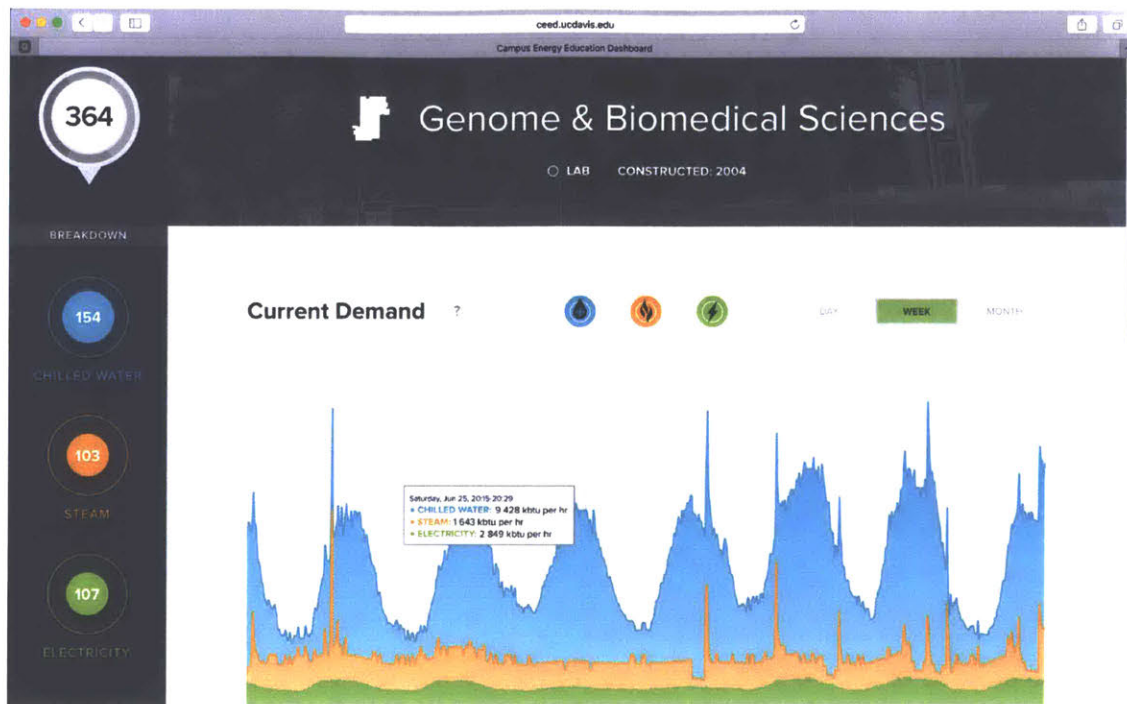 ceed.ucdavis.edu
Campus Energy Education Dashboard
364
Genome & Biomedical Sciences
LAB CONSTRUCTED: 2004
BREAKDOWN
Current Demand ?
DAY WEEK MONTH
154
CHILLED WATER
103
STEAM
107
ELECTRICITY
Saturday, Jun 25, 20:15-20:29
• CHILLED WATER: 9 428 kbtu per hr
• STEAM: 1 643 kbtu per hr
• ELECTRICITY: 2 849 kbtu per hr